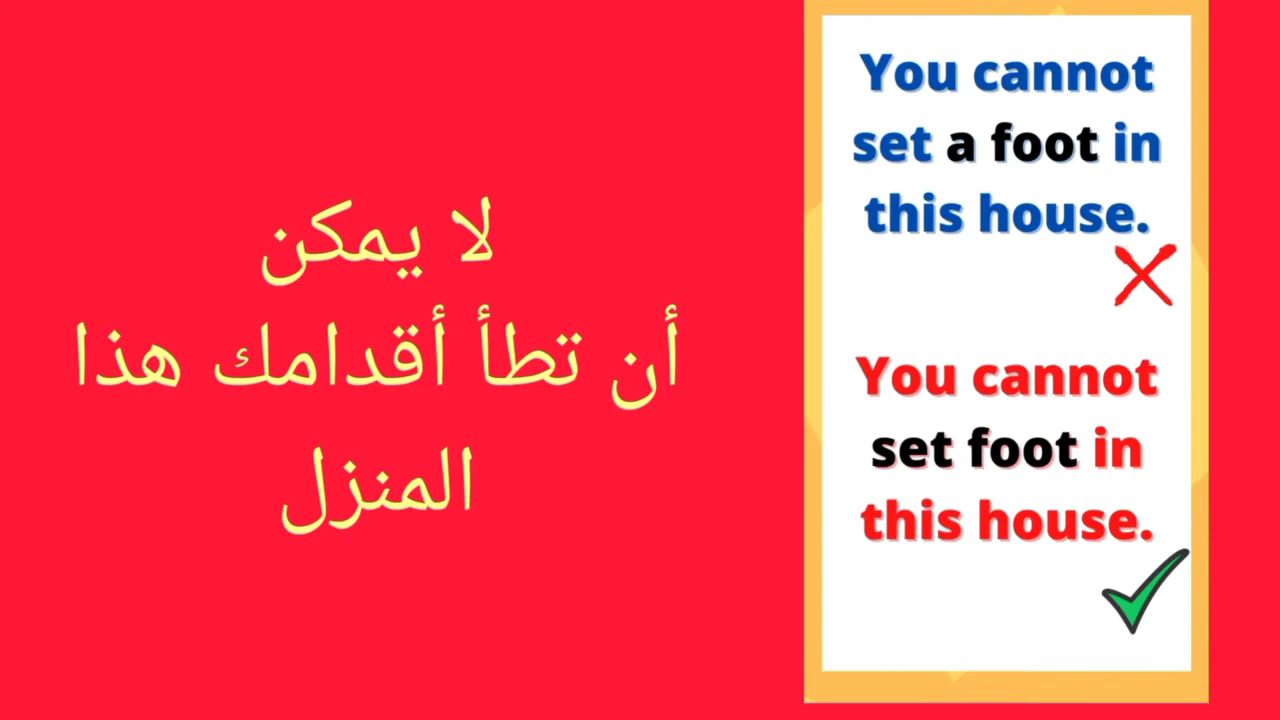 لا يمكن
أن تطأ أقدامك هذا
المنزل
You cannot
set a foot in
this house.
You cannot
set foot in
this house.